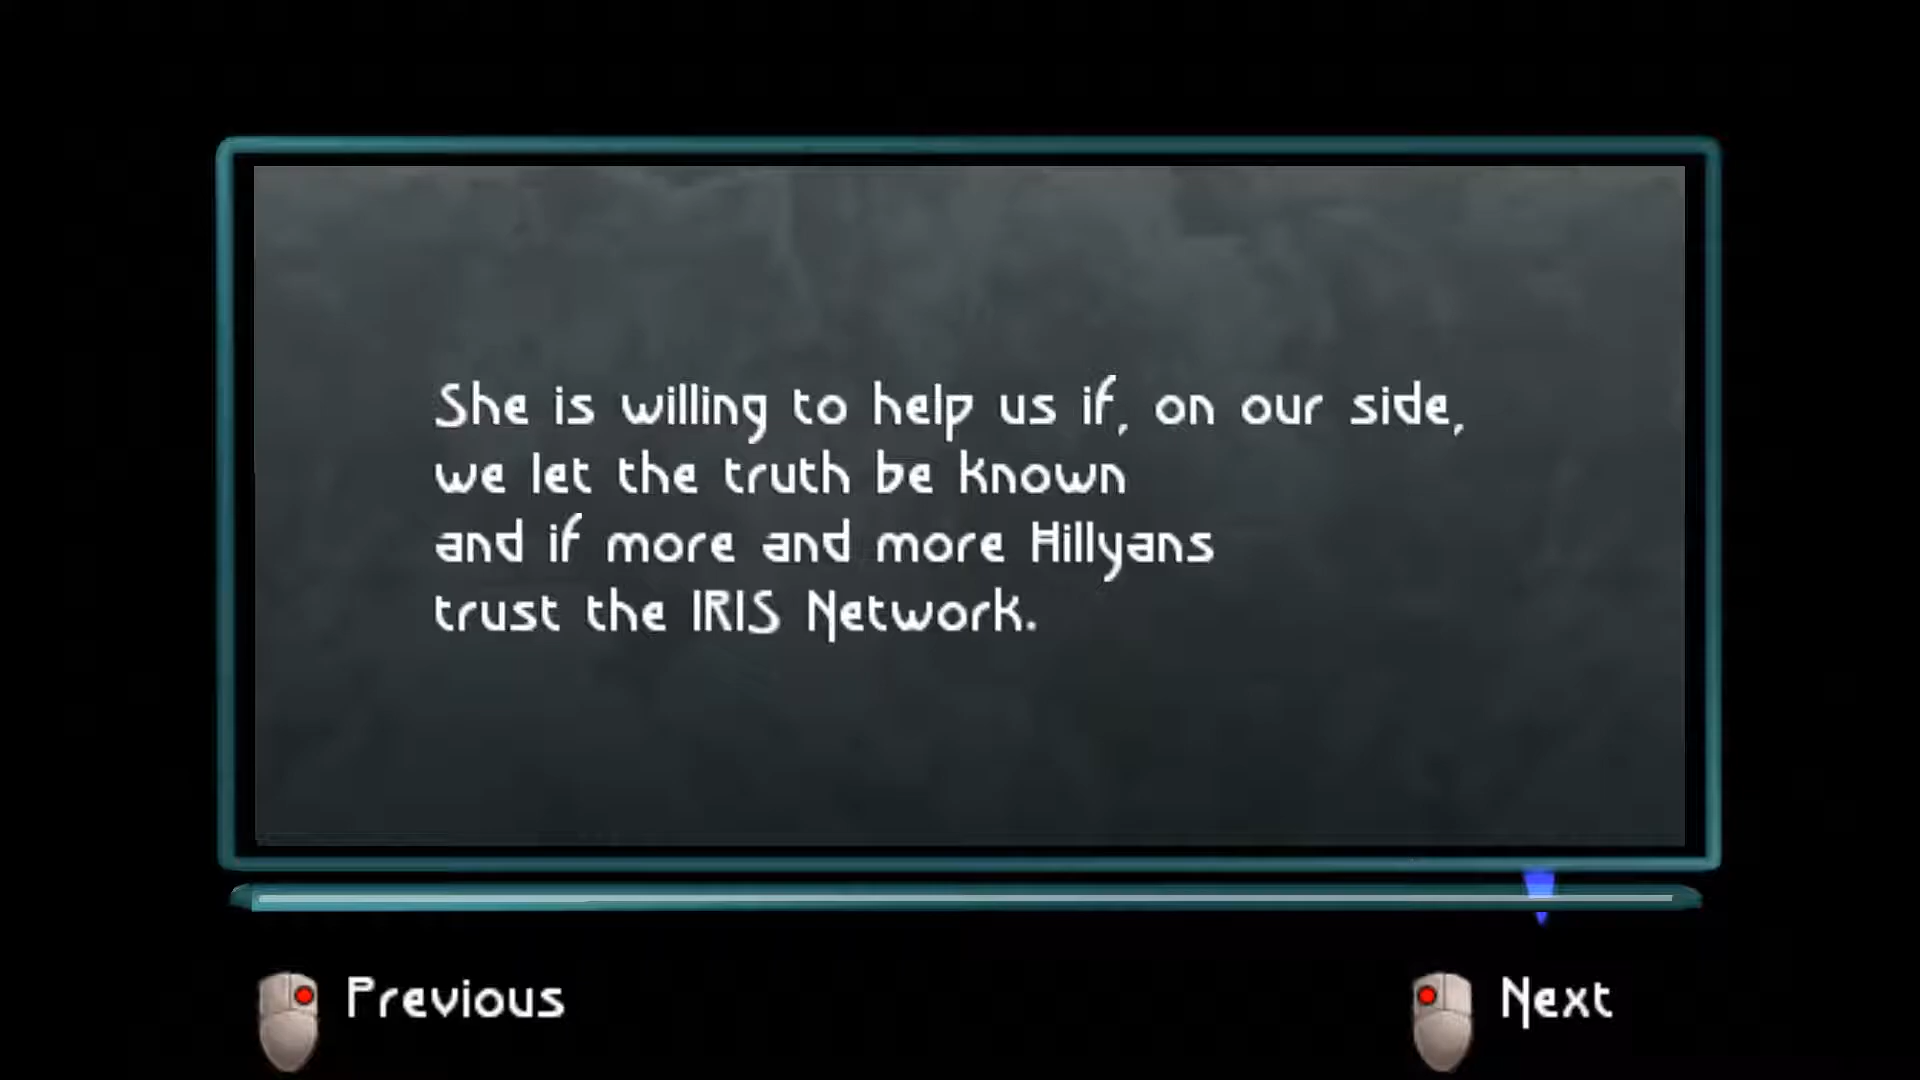 She is willing to help us if, on our side,
we let the truth be known
and if more and more Hillyans
trust the IRIS Network.
Previous
Next